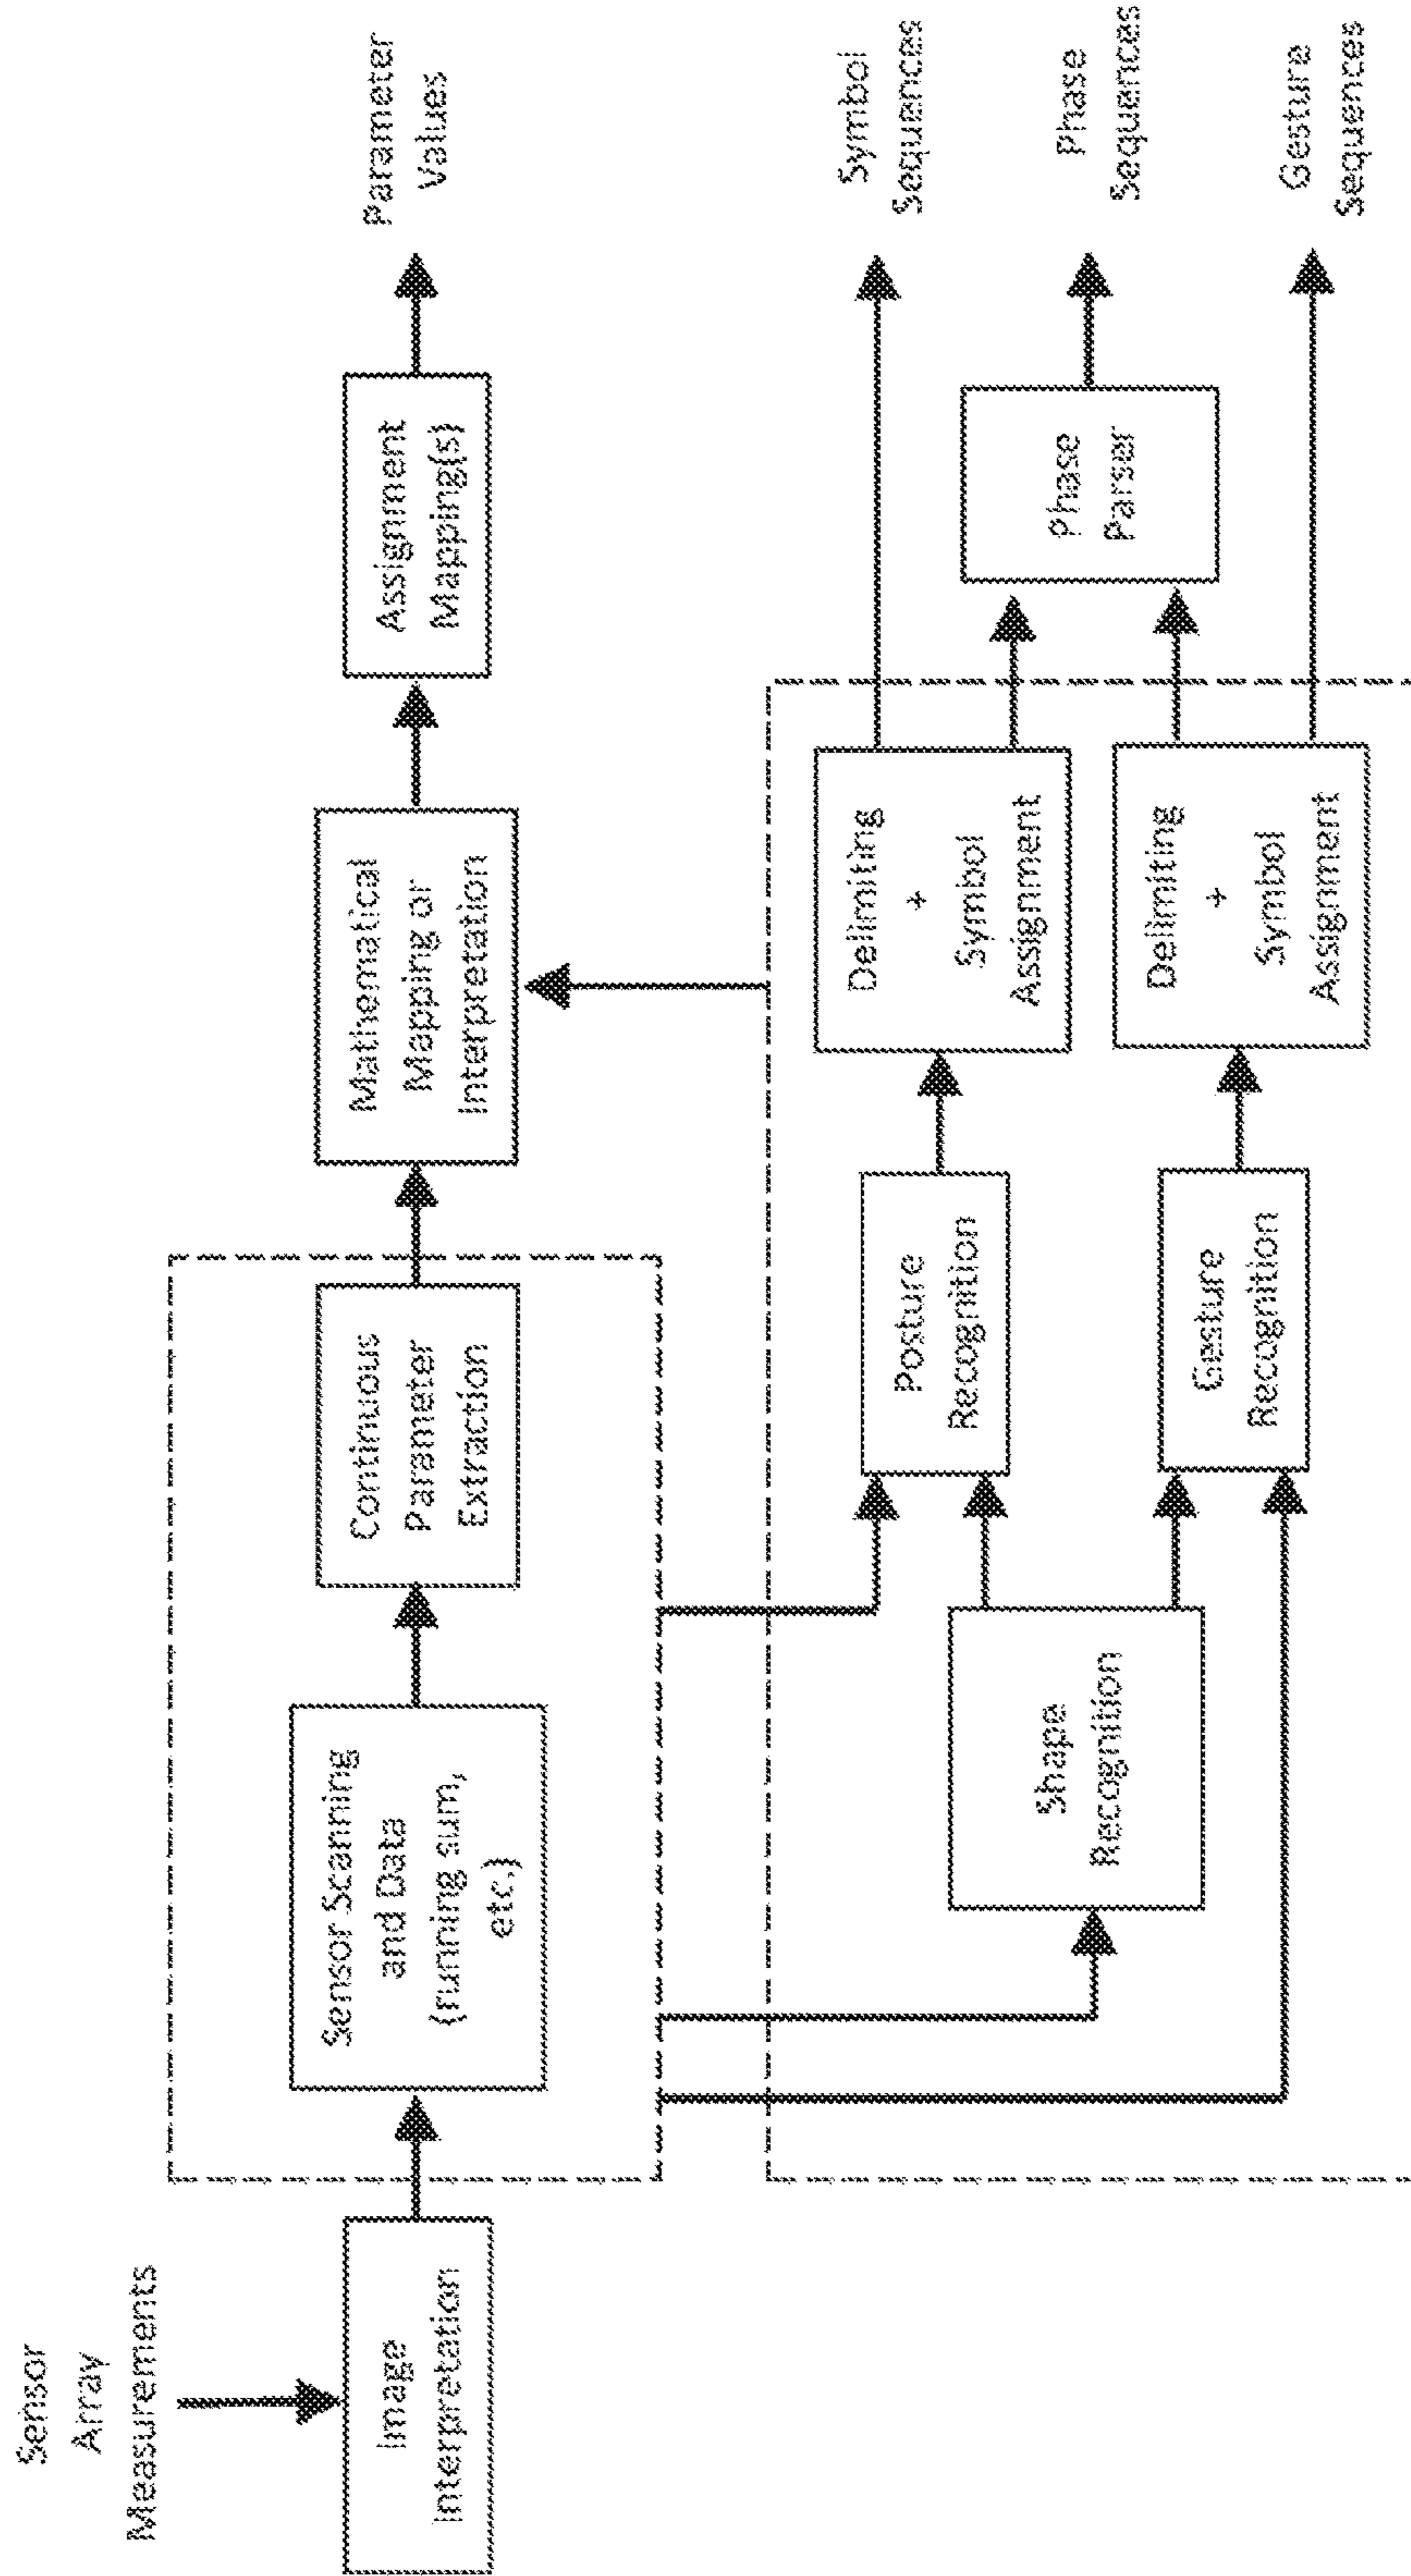 Sensor
Array
Measurements
Image
Interpretation
Sensor Scanning
and Data
(running sum,
etc.)
Continuous
Parameter
Extraction
Mathematical
Mapping or
Interpretation
Assignment
Mapping(s)
Parameter
Values
Shape
Recognition
Posture
Recognition
Delimiting
+
Symbol
Assignment
Symbol
Sequences
Phase
Parser
Phase
Sequences
Gesture
Recognition
Delimiting
+
Symbol
Assignment
Gesture
Sequences